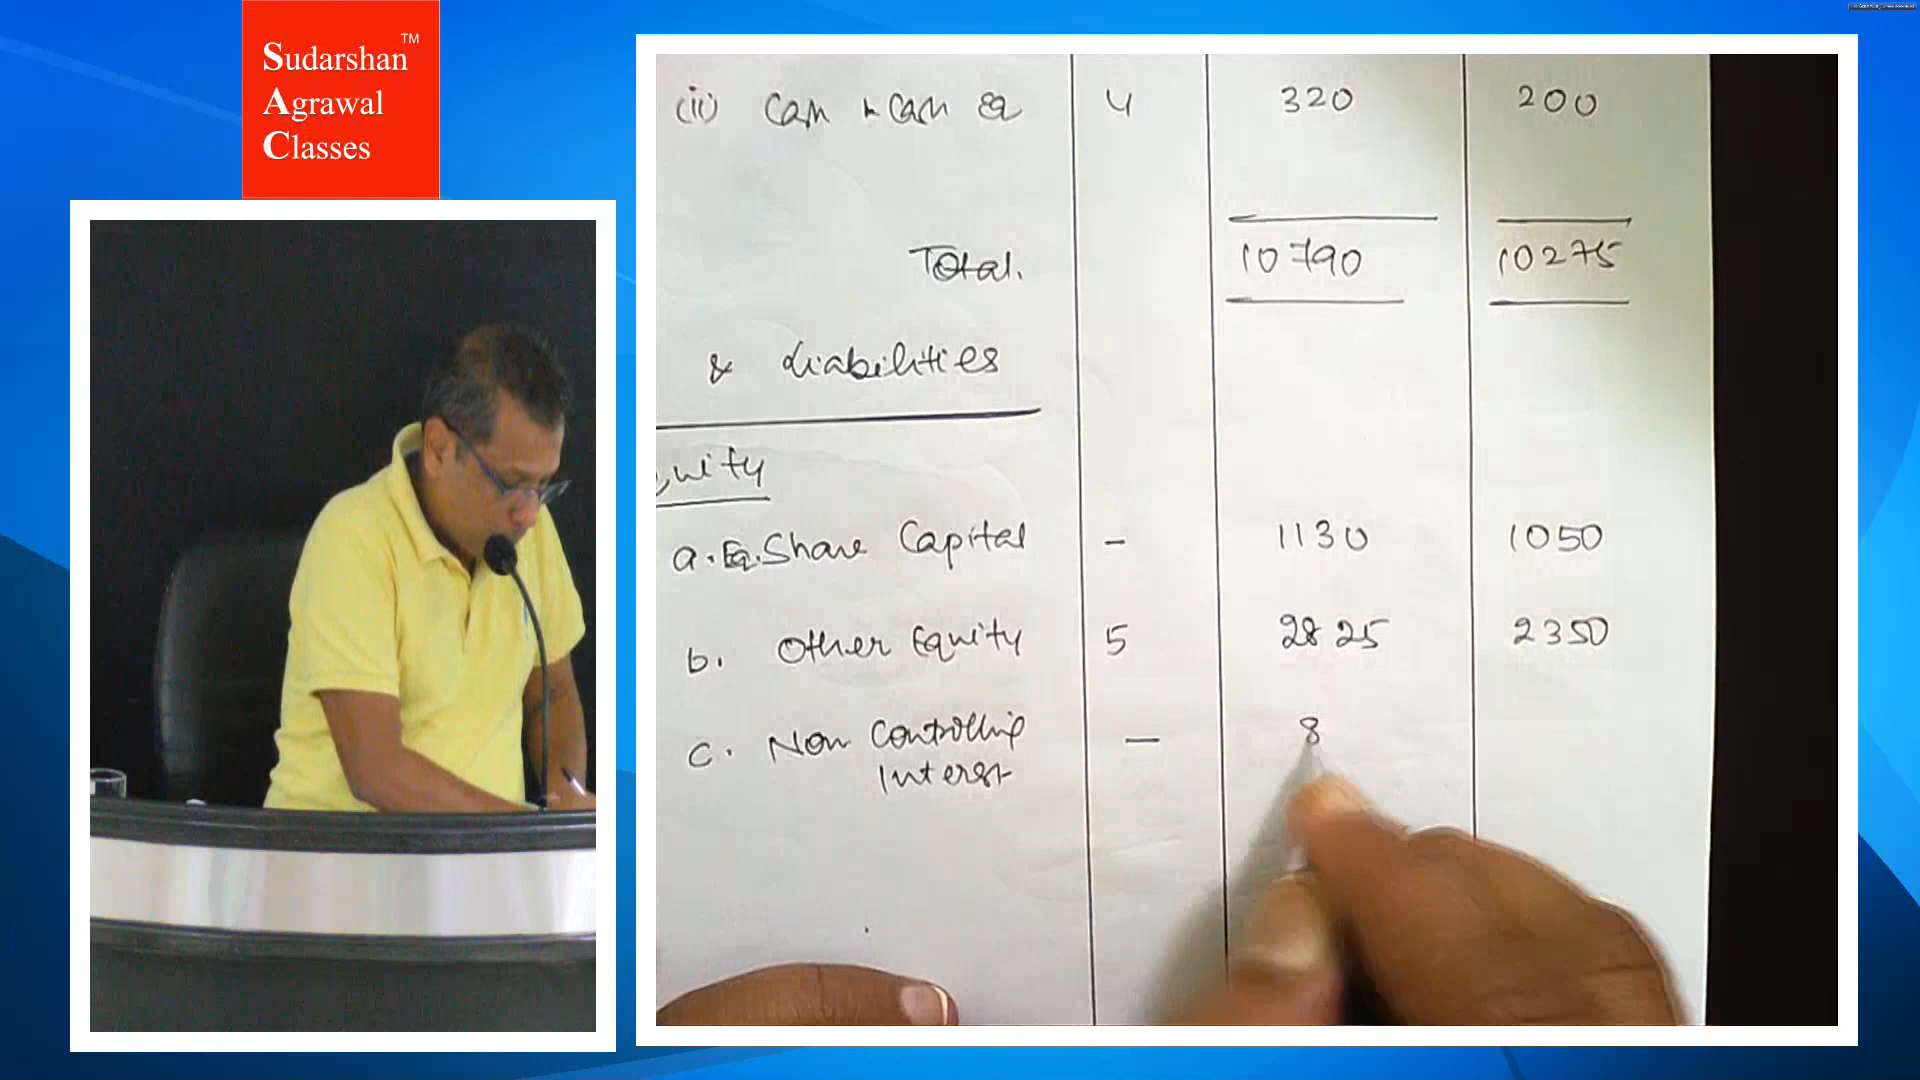 Sudarshan™
Agrawal
Classes
(ii) Cash & Cash Eq 4 320 200
Total. 10790 10275
& Liabilities
quity
a. Eq. Share Capital - 1130 1050
b. Other Equity 5 2825 2350
c. Non Controlling — 8
Interest